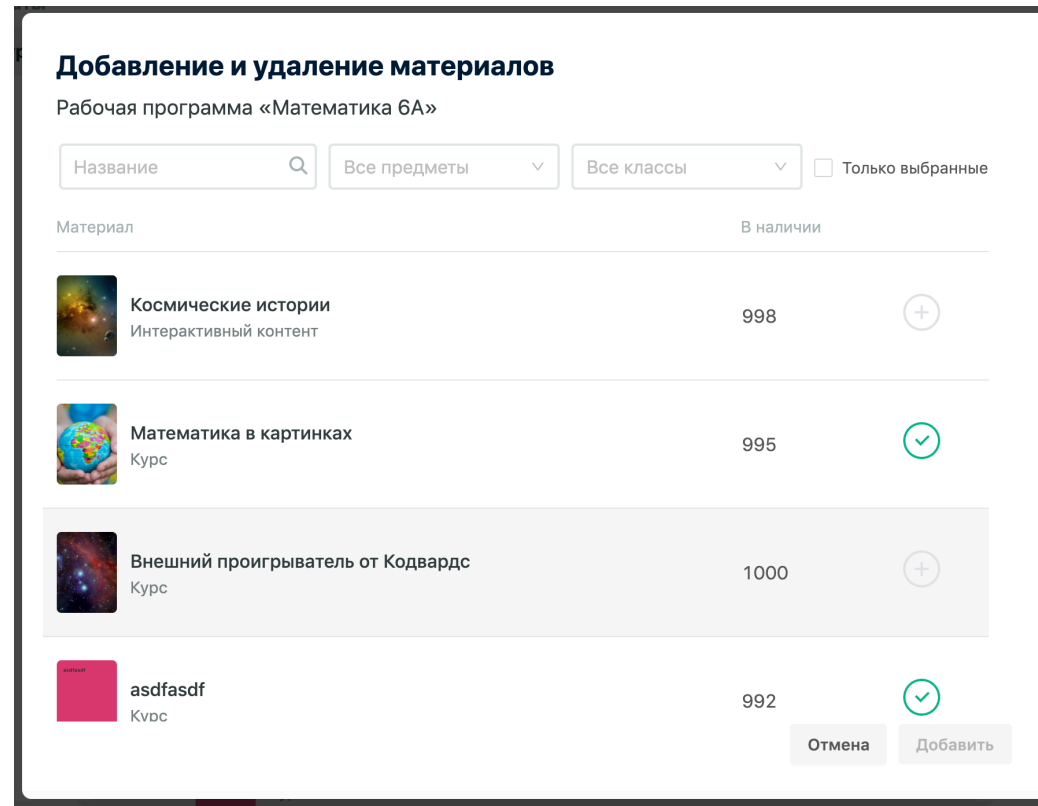 Добавление и удаление материалов
Рабочая программа «Математика 6А»
Название Все предметы Все классы Только выбранные
Материал В наличии
Космические истории
Интерактивный контент
998
Математика в картинках
Курс
995
Внешний проигрыватель от Кодвардс
Курс
1000
asdfasdf
asdfasdf
Курс
992
Отмена Добавить